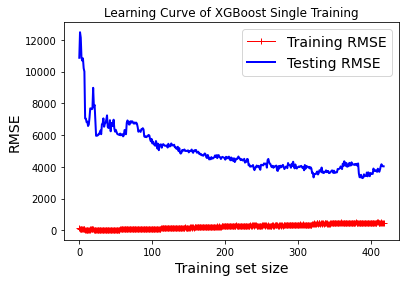 Learning Curve of XGBoost Single Training
Training RMSE
Testing RMSE
RMSE
12000
10000
8000
6000
4000
2000
0
0 100 200 300 400
Training set size